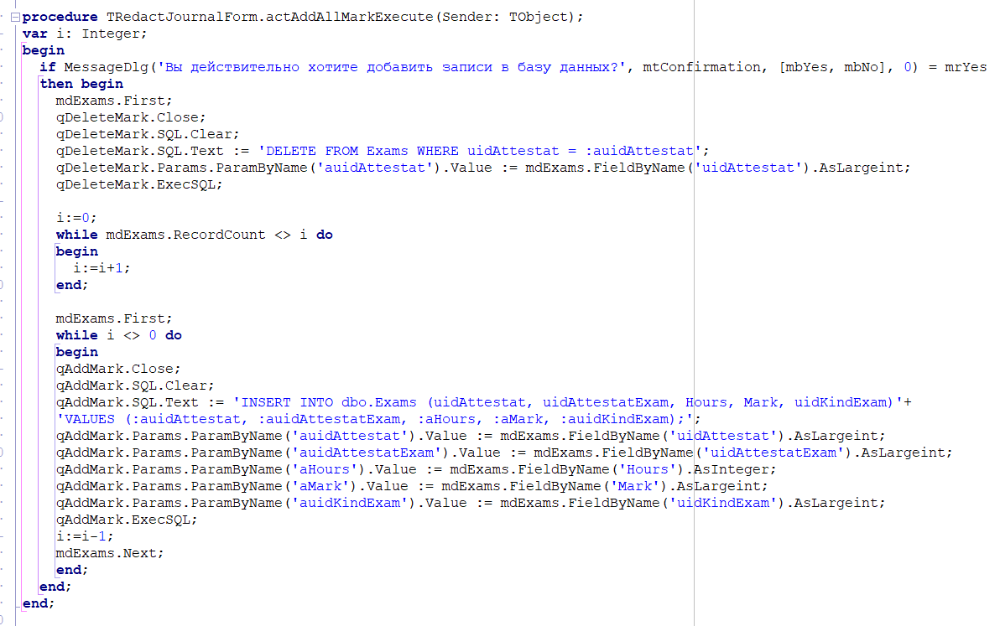 procedure TRedactJournalForm.actAddAllMarkExecute(Sender: TObject);
var i: Integer;
begin
if MessageDlg('Вы действительно хотите добавить записи в базу данных?', mtConfirmation, [mbYes, mbNo], 0) = mrYes
then begin
mdExams.First;
qDeleteMark.Close;
qDeleteMark.SQL.Clear;
qDeleteMark.SQL.Text := 'DELETE FROM Exams WHERE uidAttestat = :auidAttestat';
qDeleteMark.Params.ParamByName('auidAttestat').Value := mdExams.FieldByName('uidAttestat').AsLargeint;
qDeleteMark.ExecSQL;
i:=0;
while mdExams.RecordCount <> i do
begin
i:=i+1;
end;
mdExams.First;
while i <> 0 do
begin
qAddMark.Close;
qAddMark.SQL.Clear;
qAddMark.SQL.Text := 'INSERT INTO dbo.Exams (uidAttestat, uidAttestatExam, Hours, Mark, uidKindExam)'+
'VALUES (:auidAttestat, :auidAttestatExam, :aHours, :aMark, :auidKindExam);';
qAddMark.Params.ParamByName('auidAttestat').Value := mdExams.FieldByName('uidAttestat').AsLargeint;
qAddMark.Params.ParamByName('auidAttestatExam').Value := mdExams.FieldByName('uidAttestatExam').AsLargeint;
qAddMark.Params.ParamByName('aHours').Value := mdExams.FieldByName('Hours').AsInteger;
qAddMark.Params.ParamByName('aMark').Value := mdExams.FieldByName('Mark').AsLargeint;
qAddMark.Params.ParamByName('auidKindExam').Value := mdExams.FieldByName('uidKindExam').AsLargeint;
qAddMark.ExecSQL;
i:=i-1;
mdExams.Next;
end;
end;
end;